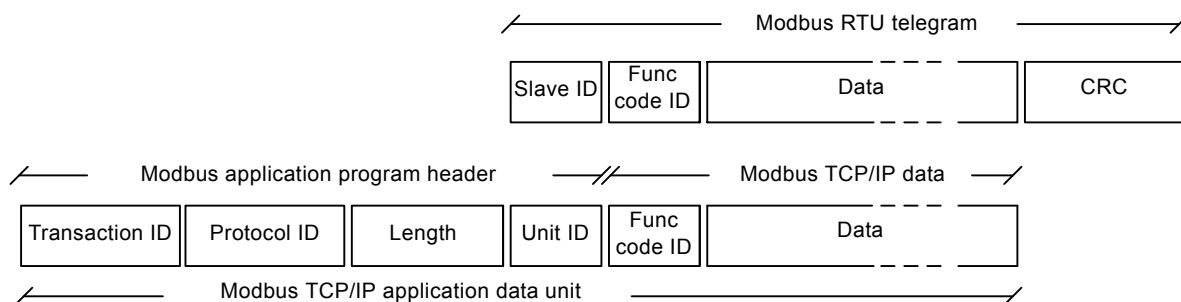 Modbus RTU telegram
Slave ID
Func
code ID
Data
CRC
Modbus application program header
Modbus TCP/IP data
Transaction ID
Protocol ID
Length
Unit ID
Func
code ID
Data
Modbus TCP/IP application data unit